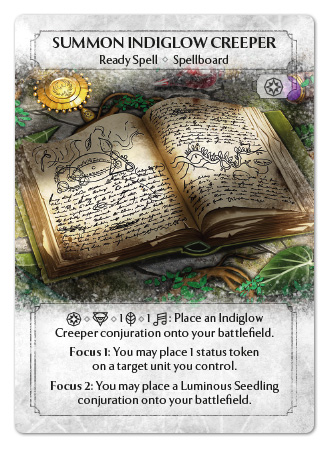 SUMMON INDIGLOW CREEPER
Ready Spell ◇ Spellboard
◇ ◇ 1 ◇ 1 : Place an Indiglow
Creeper conjuration onto your battlefield.
Focus 1: You may place 1 status token
on a target unit you control.
Focus 2: You may place a Luminous Seedling
conjuration onto your battlefield.